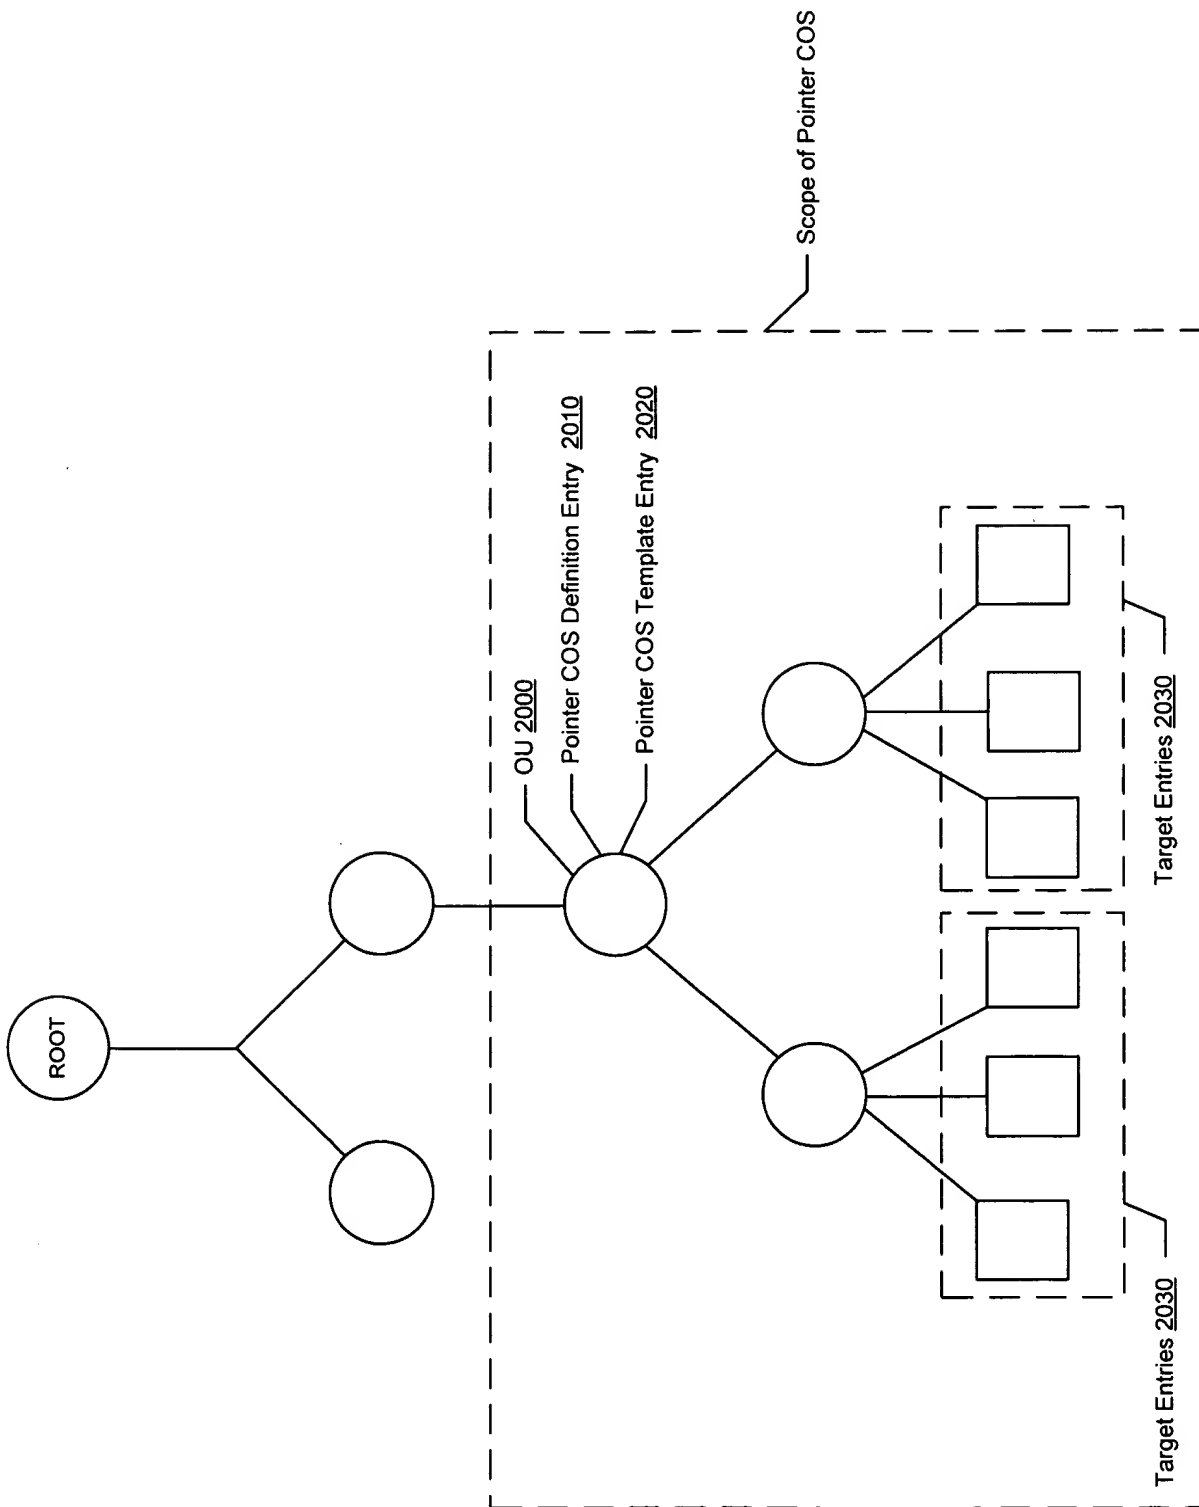 ROOT
Scope of Pointer COS
OU 2000
Pointer COS Definition Entry 2010
Pointer COS Template Entry 2020
Target Entries 2030
Target Entries 2030